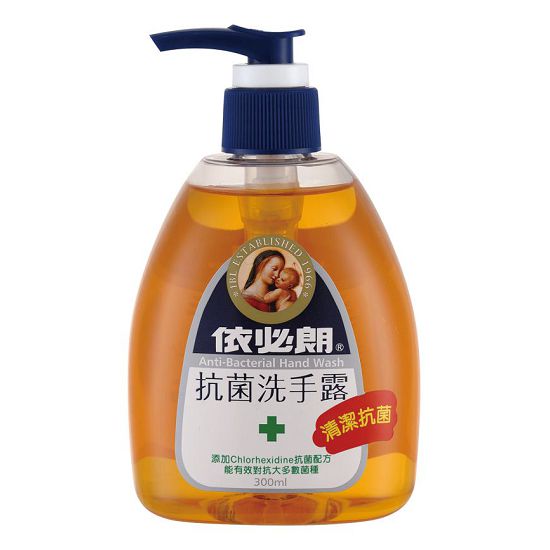 *IBL ESTABLISHED 1966*
依必朗®
Anti-Bacterial Hand Wash
抗菌洗手露
清潔抗菌
添加Chlorhexidine抗菌配方
能有效對抗大多數菌種
300ml